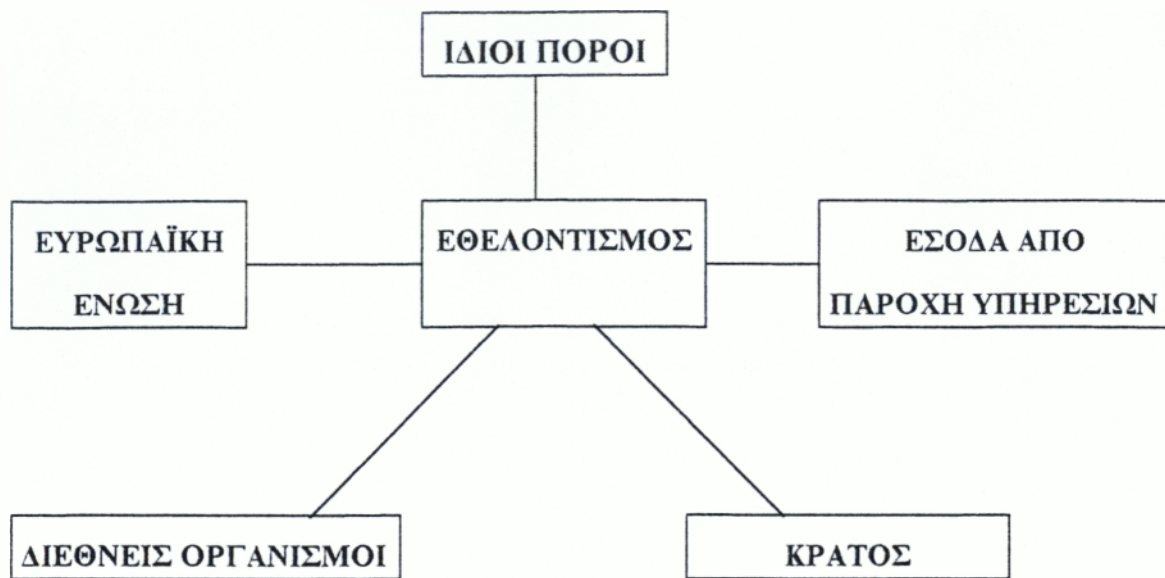 ΙΔΙΟΙ ΠΟΡΟΙ
ΕΥΡΩΠΑΪΚΗ
ΕΝΩΣΗ
ΕΘΕΛΟΝΤΙΣΜΟΣ
ΕΣΟΔΑ ΑΠΟ
ΠΑΡΟΧΗ ΥΠΗΡΕΣΙΩΝ
ΔΙΕΘΝΕΙΣ ΟΡΓΑΝΙΣΜΟΙ
ΚΡΑΤΟΣ